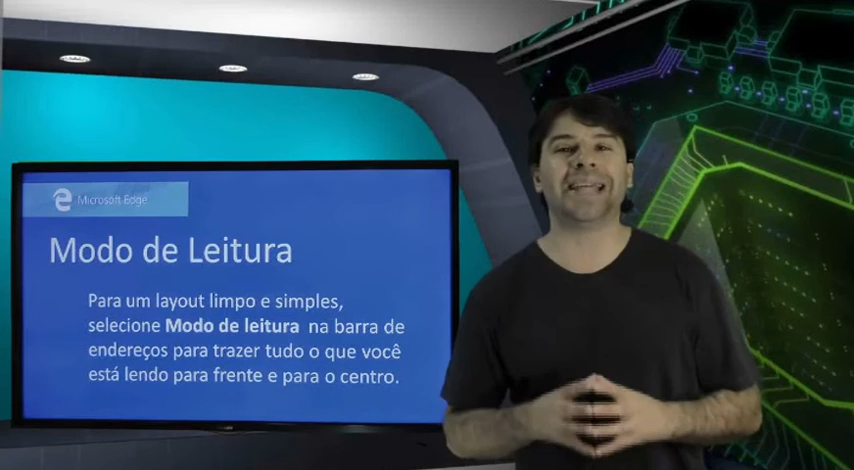 Microsoft Edge
Modo de Leitura
Para um layout limpo e simples,
selecione Modo de leitura na barra de
endereços para trazer tudo o que você
está lendo para frente e para o centro.